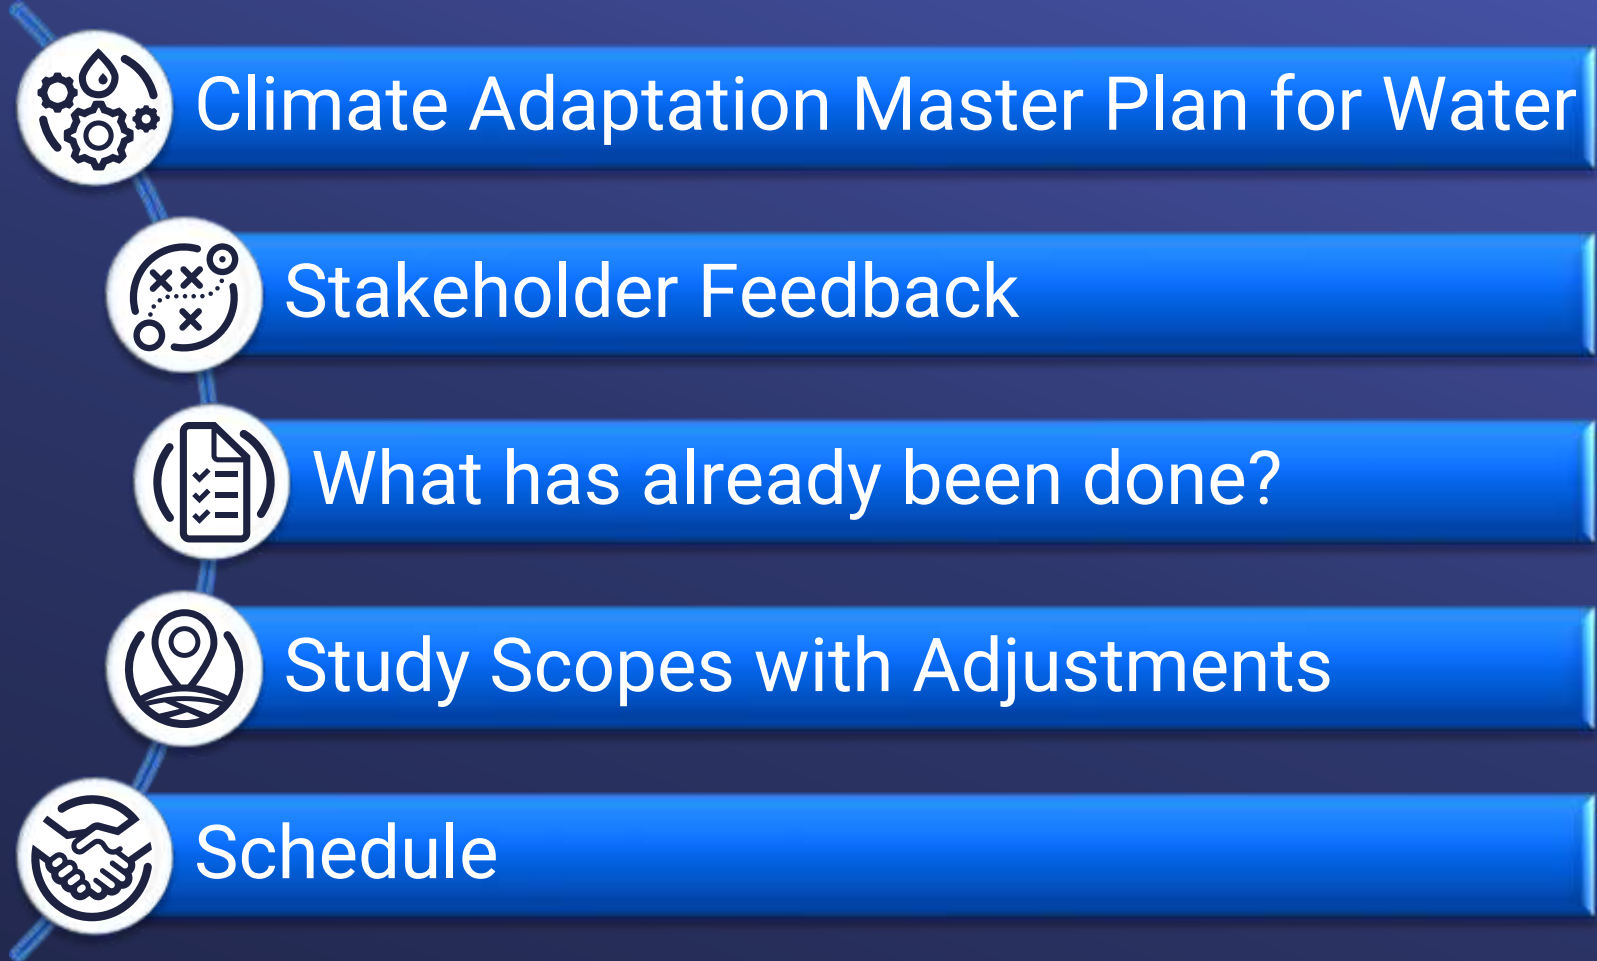 Climate Adaptation Master Plan for Water
Stakeholder Feedback
What has already been done?
Study Scopes with Adjustments
Schedule